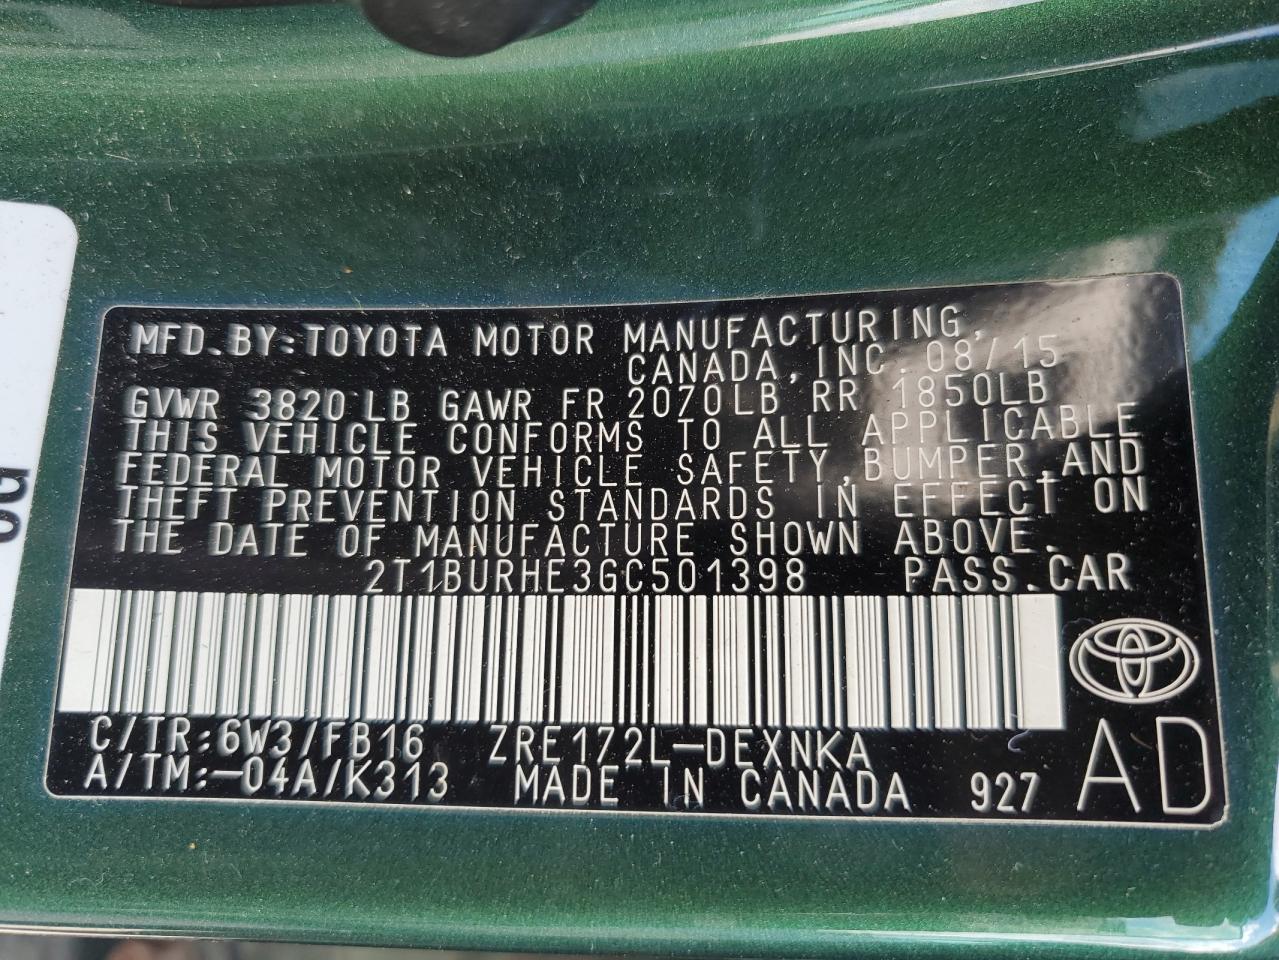 MFD.BY:TOYOTA MOTOR MANUFACTURING,
CANADA,INC. 08/15
GVWR 3820LB GAWR FR 2070LB RR 1850LB
THIS VEHICLE CONFORMS TO ALL APPLICABLE
FEDERAL MOTOR VEHICLE SAFETY,BUMPER,AND
THEFT PREVENTION STANDARDS IN EFFECT ON
THE DATE OF MANUFACTURE SHOWN ABOVE.
2T1BURHE3GC501398 PASS.CAR
C/TR:6W3/FB16 ZRE172L-DEXNKA
A/TM:-04A/K313 MADE IN CANADA 927 AD